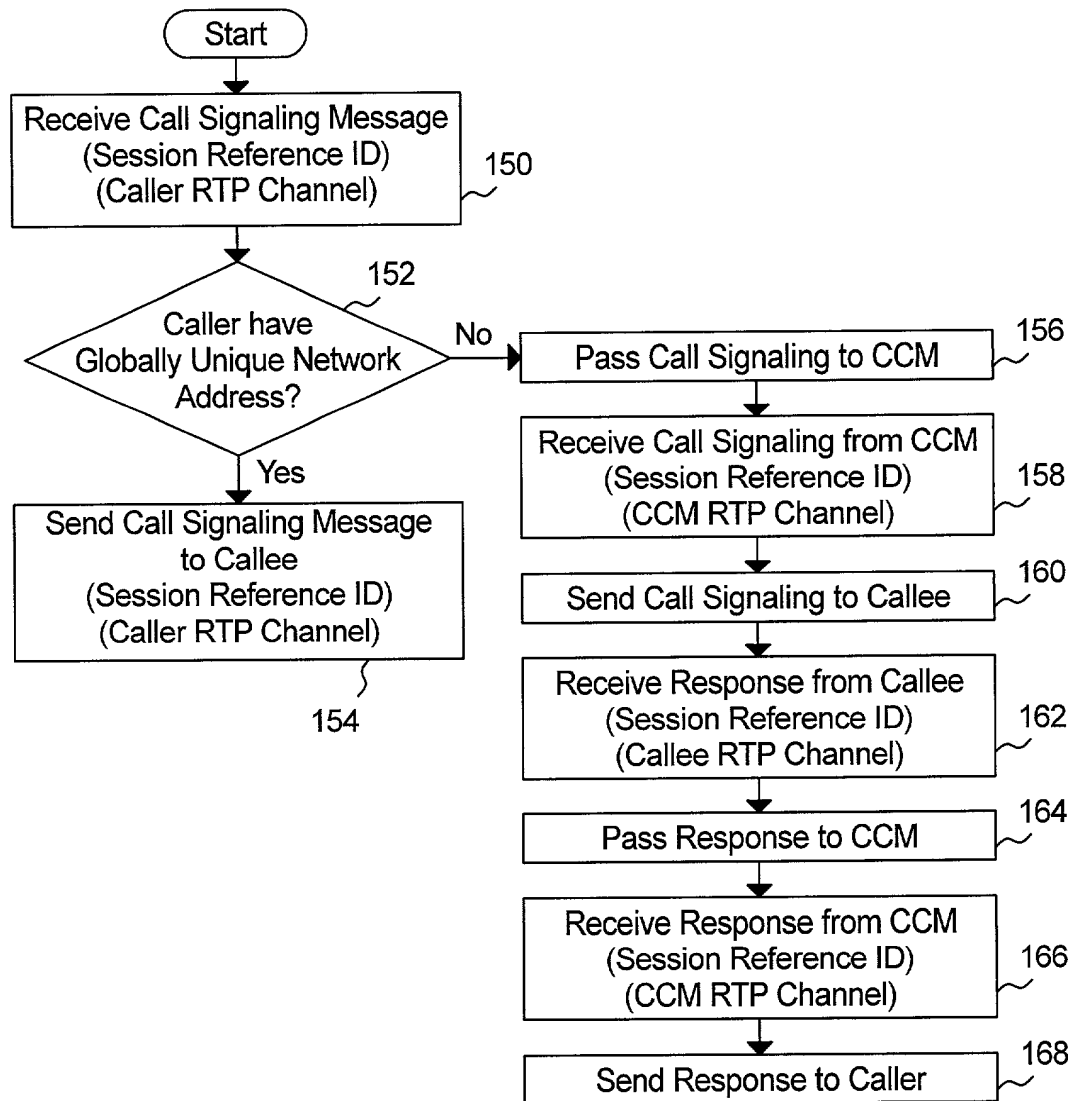 Start
Receive Call Signaling Message
(Session Reference ID)
(Caller RTP Channel)
150
152
Caller have
Globally Unique Network
Address?
No
Yes
Send Call Signaling Message
to Callee
(Session Reference ID)
(Caller RTP Channel)
154
Pass Call Signaling to CCM
156
Receive Call Signaling from CCM
(Session Reference ID)
(CCM RTP Channel)
158
Send Call Signaling to Callee
160
Receive Response from Callee
(Session Reference ID)
(Callee RTP Channel)
162
Pass Response to CCM
164
Receive Response from CCM
(Session Reference ID)
(CCM RTP Channel)
166
Send Response to Caller
168